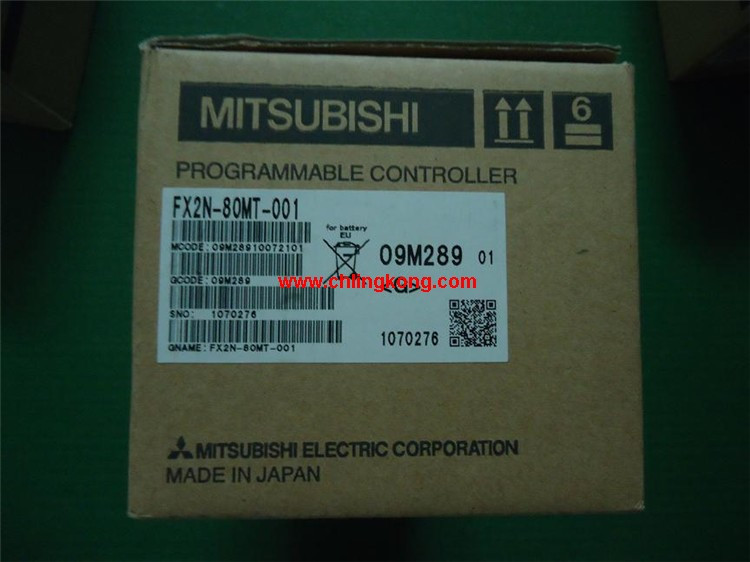 MITSUBISHI
6
PROGRAMMABLE CONTROLLER
FX2N-80MT-001
for battery
EU
MCODE: 09M28910072101
09M289 01
GCODE: 09M289
<G>
www.chlingkong.com
SNO: 1070276
1070276
GNAME: FX2N-80MT-001
MITSUBISHI ELECTRIC CORPORATION
MADE IN JAPAN